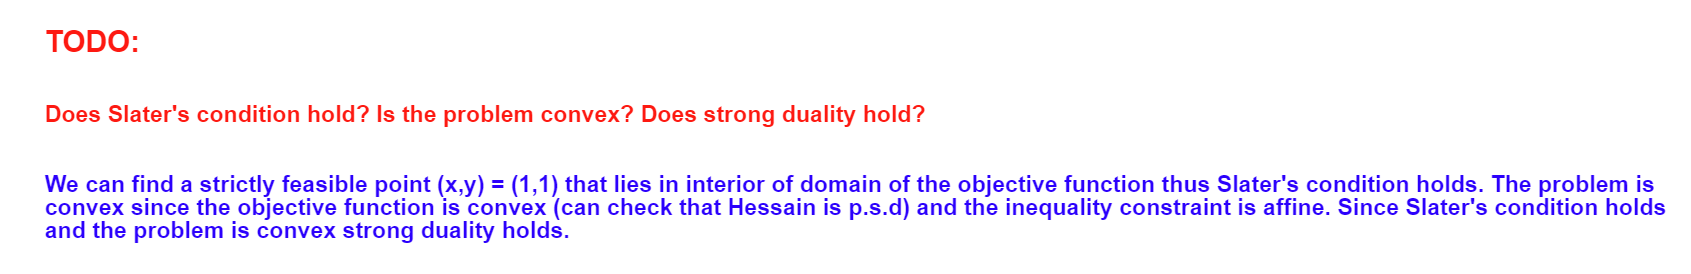 TODO:
Does Slater's condition hold? Is the problem convex? Does strong duality hold?
We can find a strictly feasible point (x,y) = (1,1) that lies in interior of domain of the objective function thus Slater's condition holds. The problem is
convex since the objective function is convex (can check that Hessain is p.s.d) and the inequality constraint is affine. Since Slater's condition holds
and the problem is convex strong duality holds.